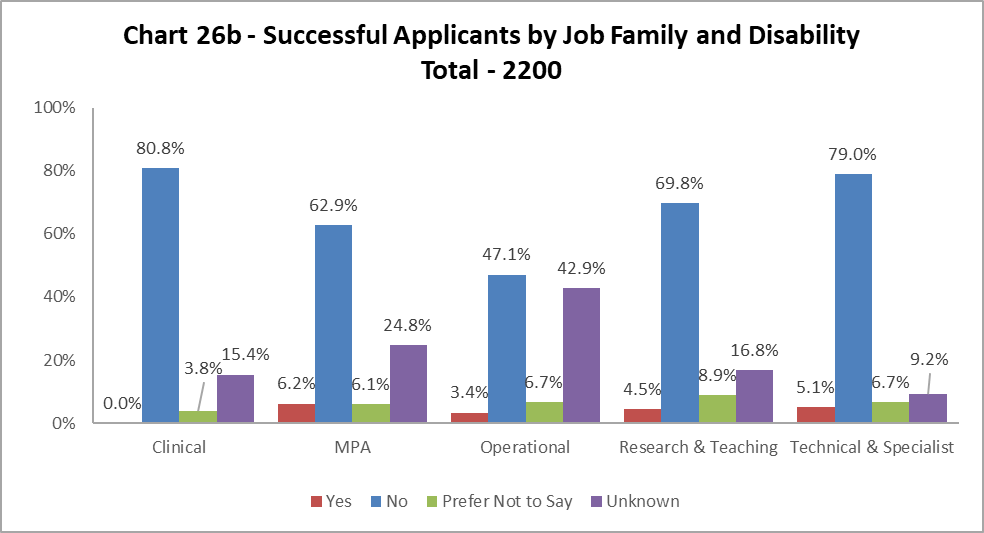 Chart 26b - Successful Applicants by Job Family and Disability
Total - 2200
100%
80%
60%
40%
20%
0%
0.0%
80.8%
3.8%
15.4%
6.2%
62.9%
6.1%
24.8%
3.4%
47.1%
6.7%
42.9%
4.5%
69.8%
8.9%
16.8%
5.1%
79.0%
6.7%
9.2%
Clinical
MPA
Operational
Research & Teaching
Technical & Specialist
Yes
No
Prefer Not to Say
Unknown